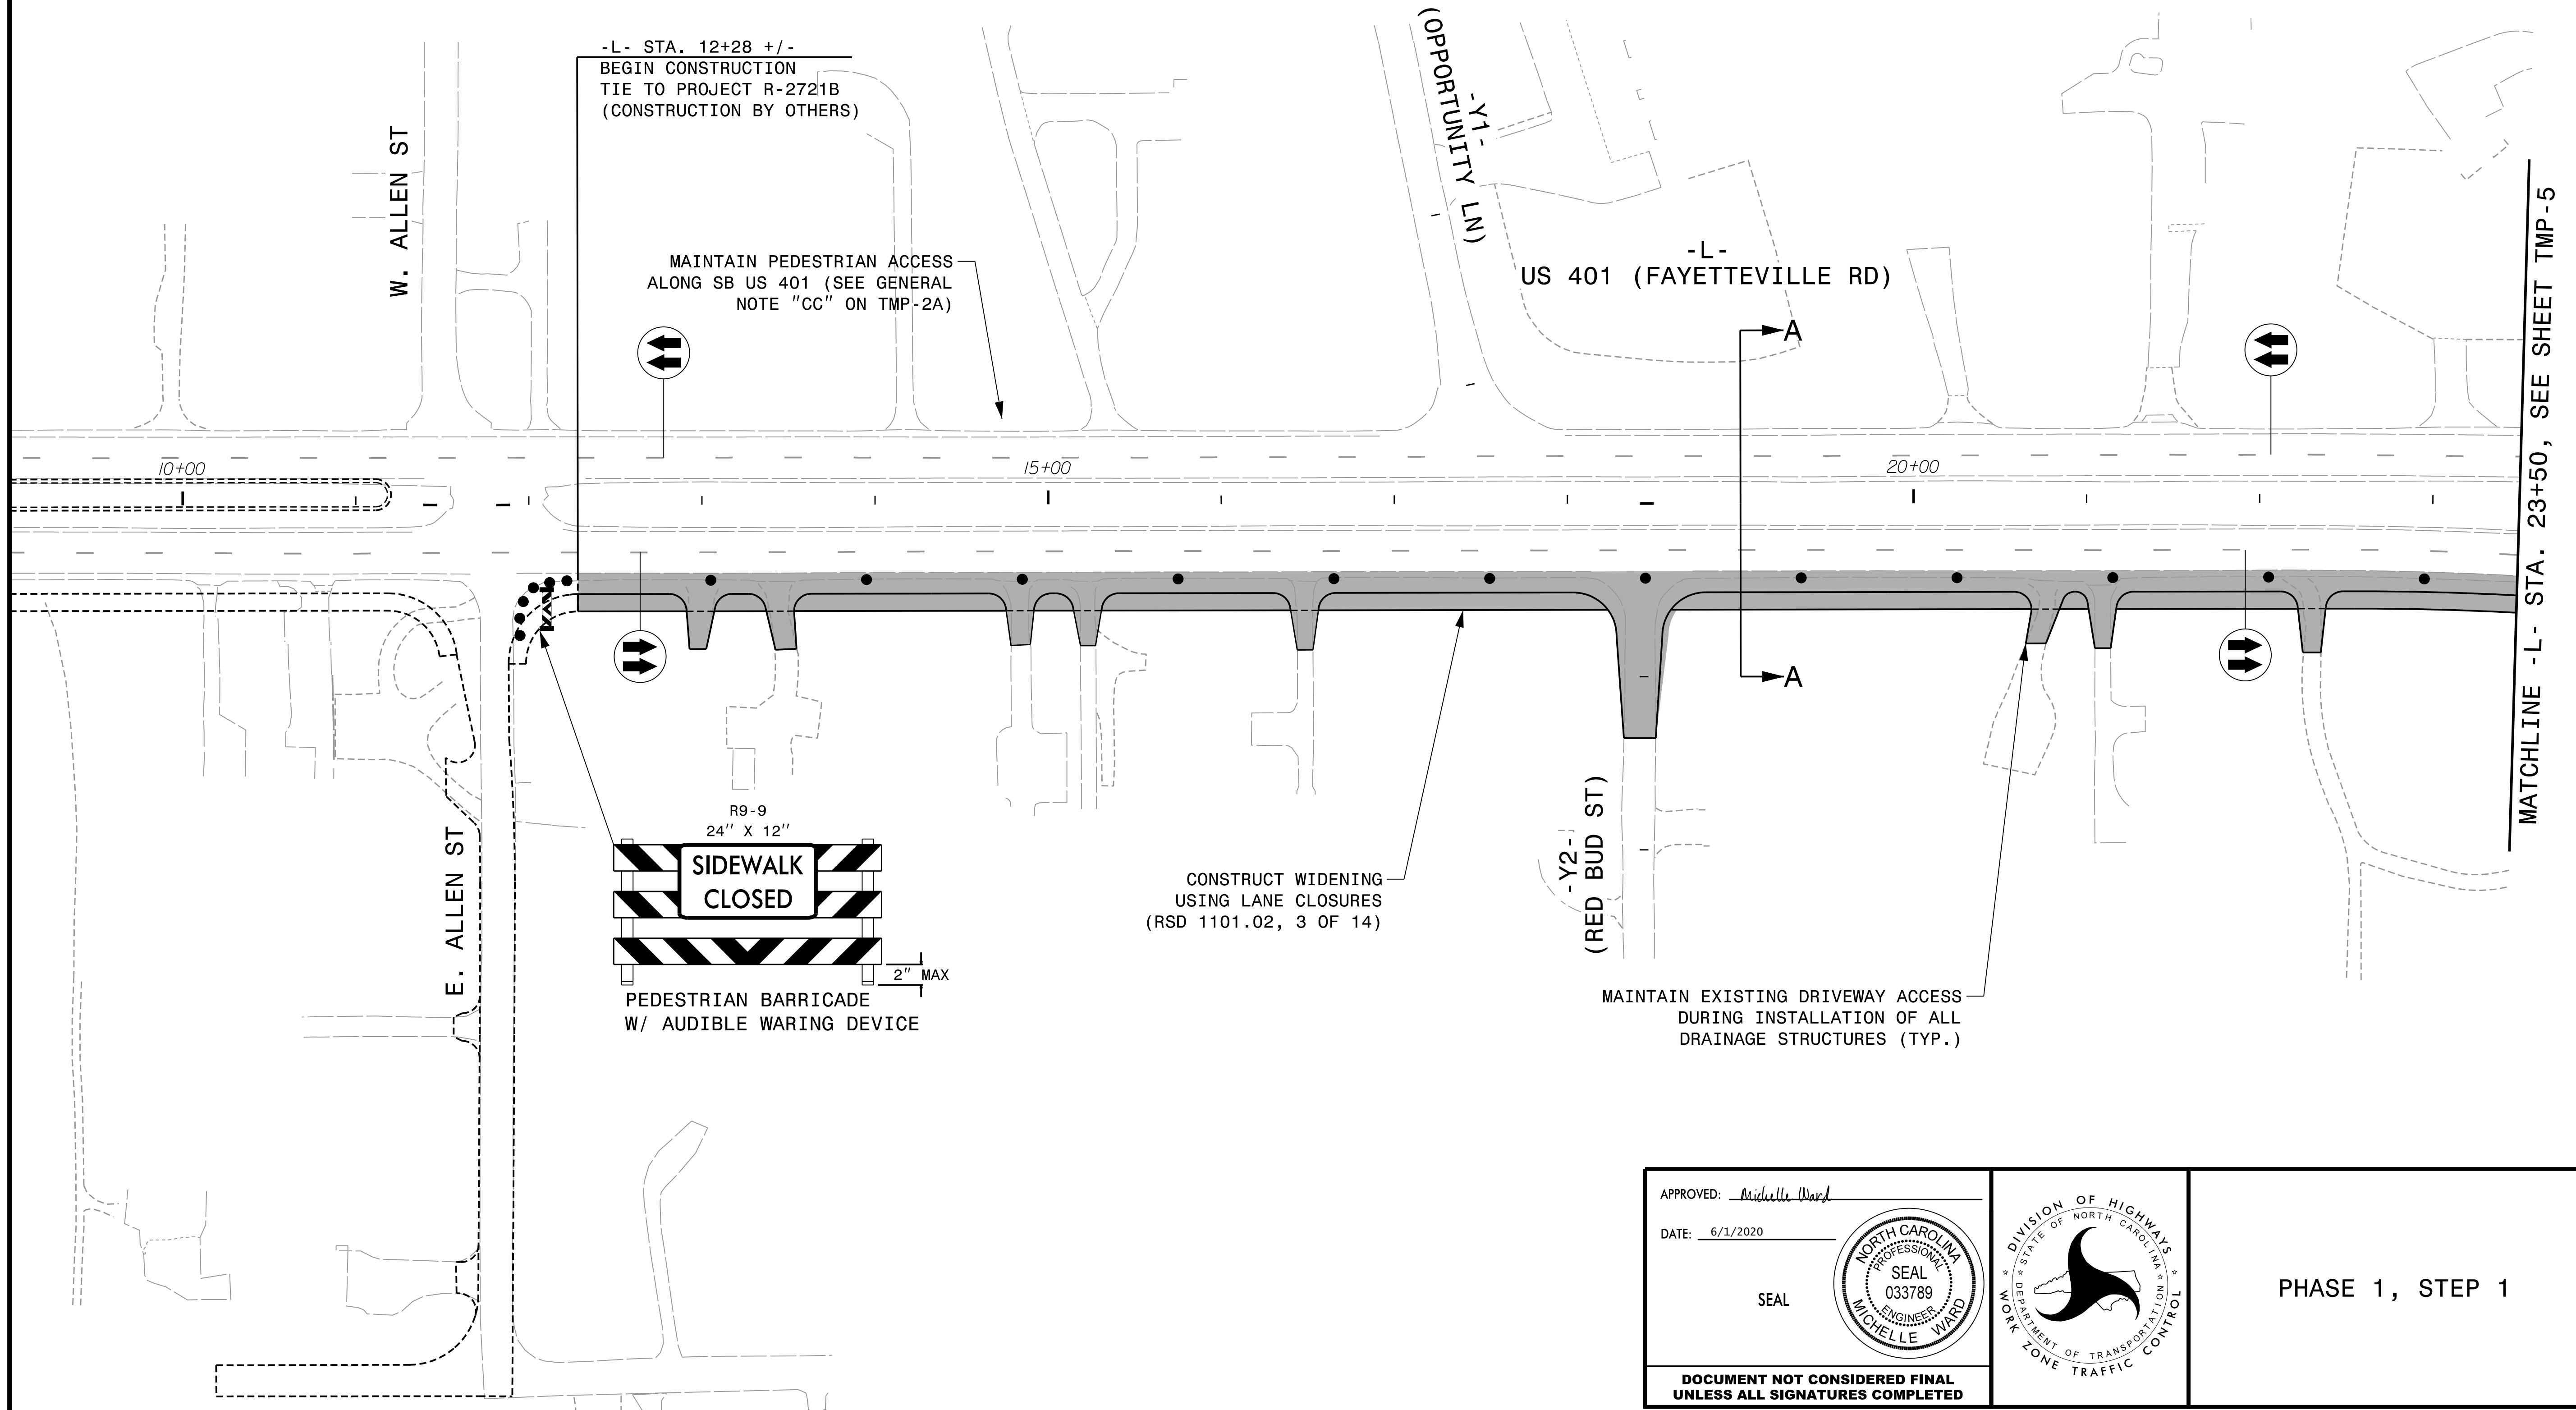 -L- STA. 12+28 +/-
BEGIN CONSTRUCTION
TIE TO PROJECT R-2721B
(CONSTRUCTION BY OTHERS)
W. ALLEN ST
MAINTAIN PEDESTRIAN ACCESS
ALONG SB US 401 (SEE GENERAL
NOTE "CC" ON TMP-2A)
-Y1-
(OPPORTUNITY LN)
-L-
US 401 (FAYETTEVILLE RD)
A
A
MATCHLINE -L- STA. 23+50, SEE SHEET TMP-5
10+00
15+00
20+00
E. ALLEN ST
R9-9
24" X 12"
SIDEWALK
CLOSED
2" MAX
PEDESTRIAN BARRICADE
W/ AUDIBLE WARING DEVICE
CONSTRUCT WIDENING
USING LANE CLOSURES
(RSD 1101.02, 3 OF 14)
-Y2-
(RED BUD ST)
MAINTAIN EXISTING DRIVEWAY ACCESS
DURING INSTALLATION OF ALL
DRAINAGE STRUCTURES (TYP.)
APPROVED: Michelle Ward
DATE: 6/1/2020
SEAL
NORTH CAROLINA
PROFESSIONAL
SEAL
033789
ENGINEER
MICHELLE WARD
DOCUMENT NOT CONSIDERED FINAL
UNLESS ALL SIGNATURES COMPLETED
DIVISION OF HIGHWAYS
STATE OF NORTH CAROLINA
DEPARTMENT OF TRANSPORTATION
WORK ZONE TRAFFIC CONTROL
PHASE 1, STEP 1